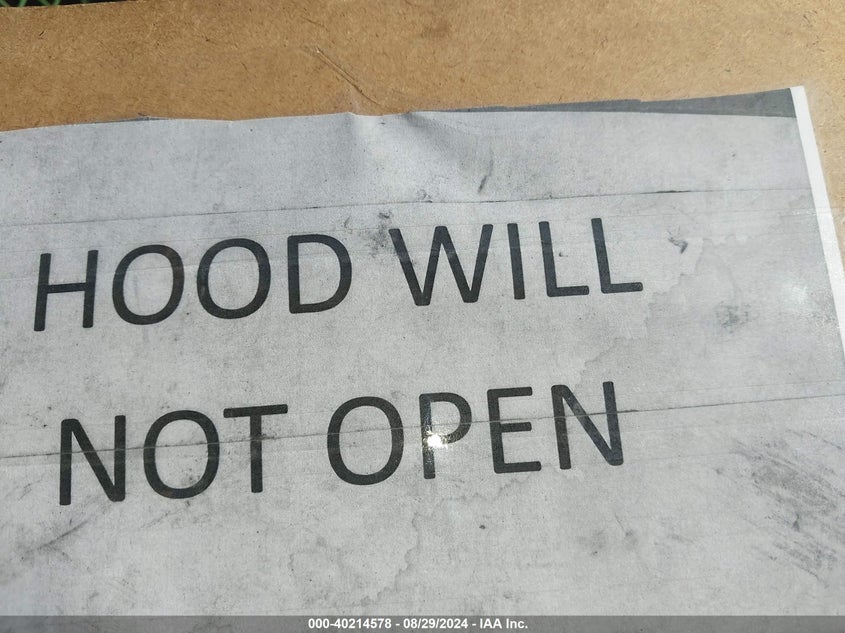 HOOD WILL
NOT OPEN
000-40214578 - 08/29/2024 - IAA Inc.